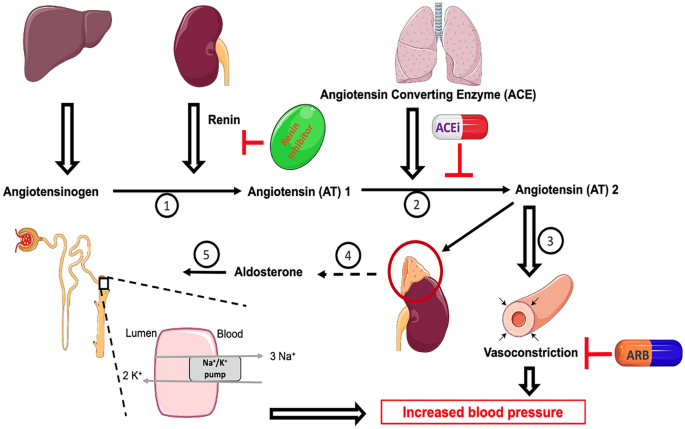 Angiotensin Converting Enzyme (ACE)
Renin
Renin
Inhibitor
ACEi
Angiotensinogen
1
Angiotensin (AT) 1
2
Angiotensin (AT) 2
3
5
Aldosterone
4
Lumen
Blood
Na⁺/K⁺
pump
3 Na⁺
2 K⁺
Vasoconstriction
ARB
Increased blood pressure